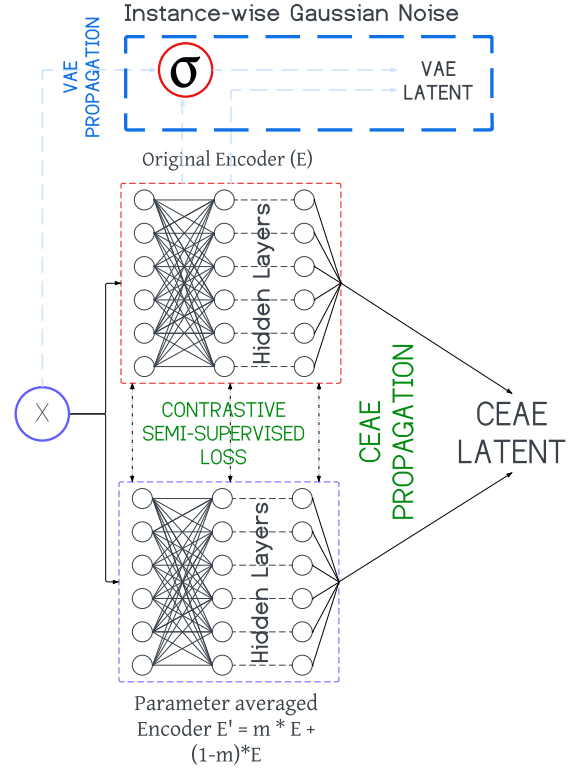 Instance-wise Gaussian Noise
VAE
PROPAGATION
σ
VAE
LATENT
Original Encoder (E)
Hidden Layers
X
CONTRASTIVE
SEMI-SUPERVISED
LOSS
CEAE
PROPAGATION
CEAE
LATENT
Hidden Layers
Parameter averaged
Encoder E' = m * E +
(1-m)*E